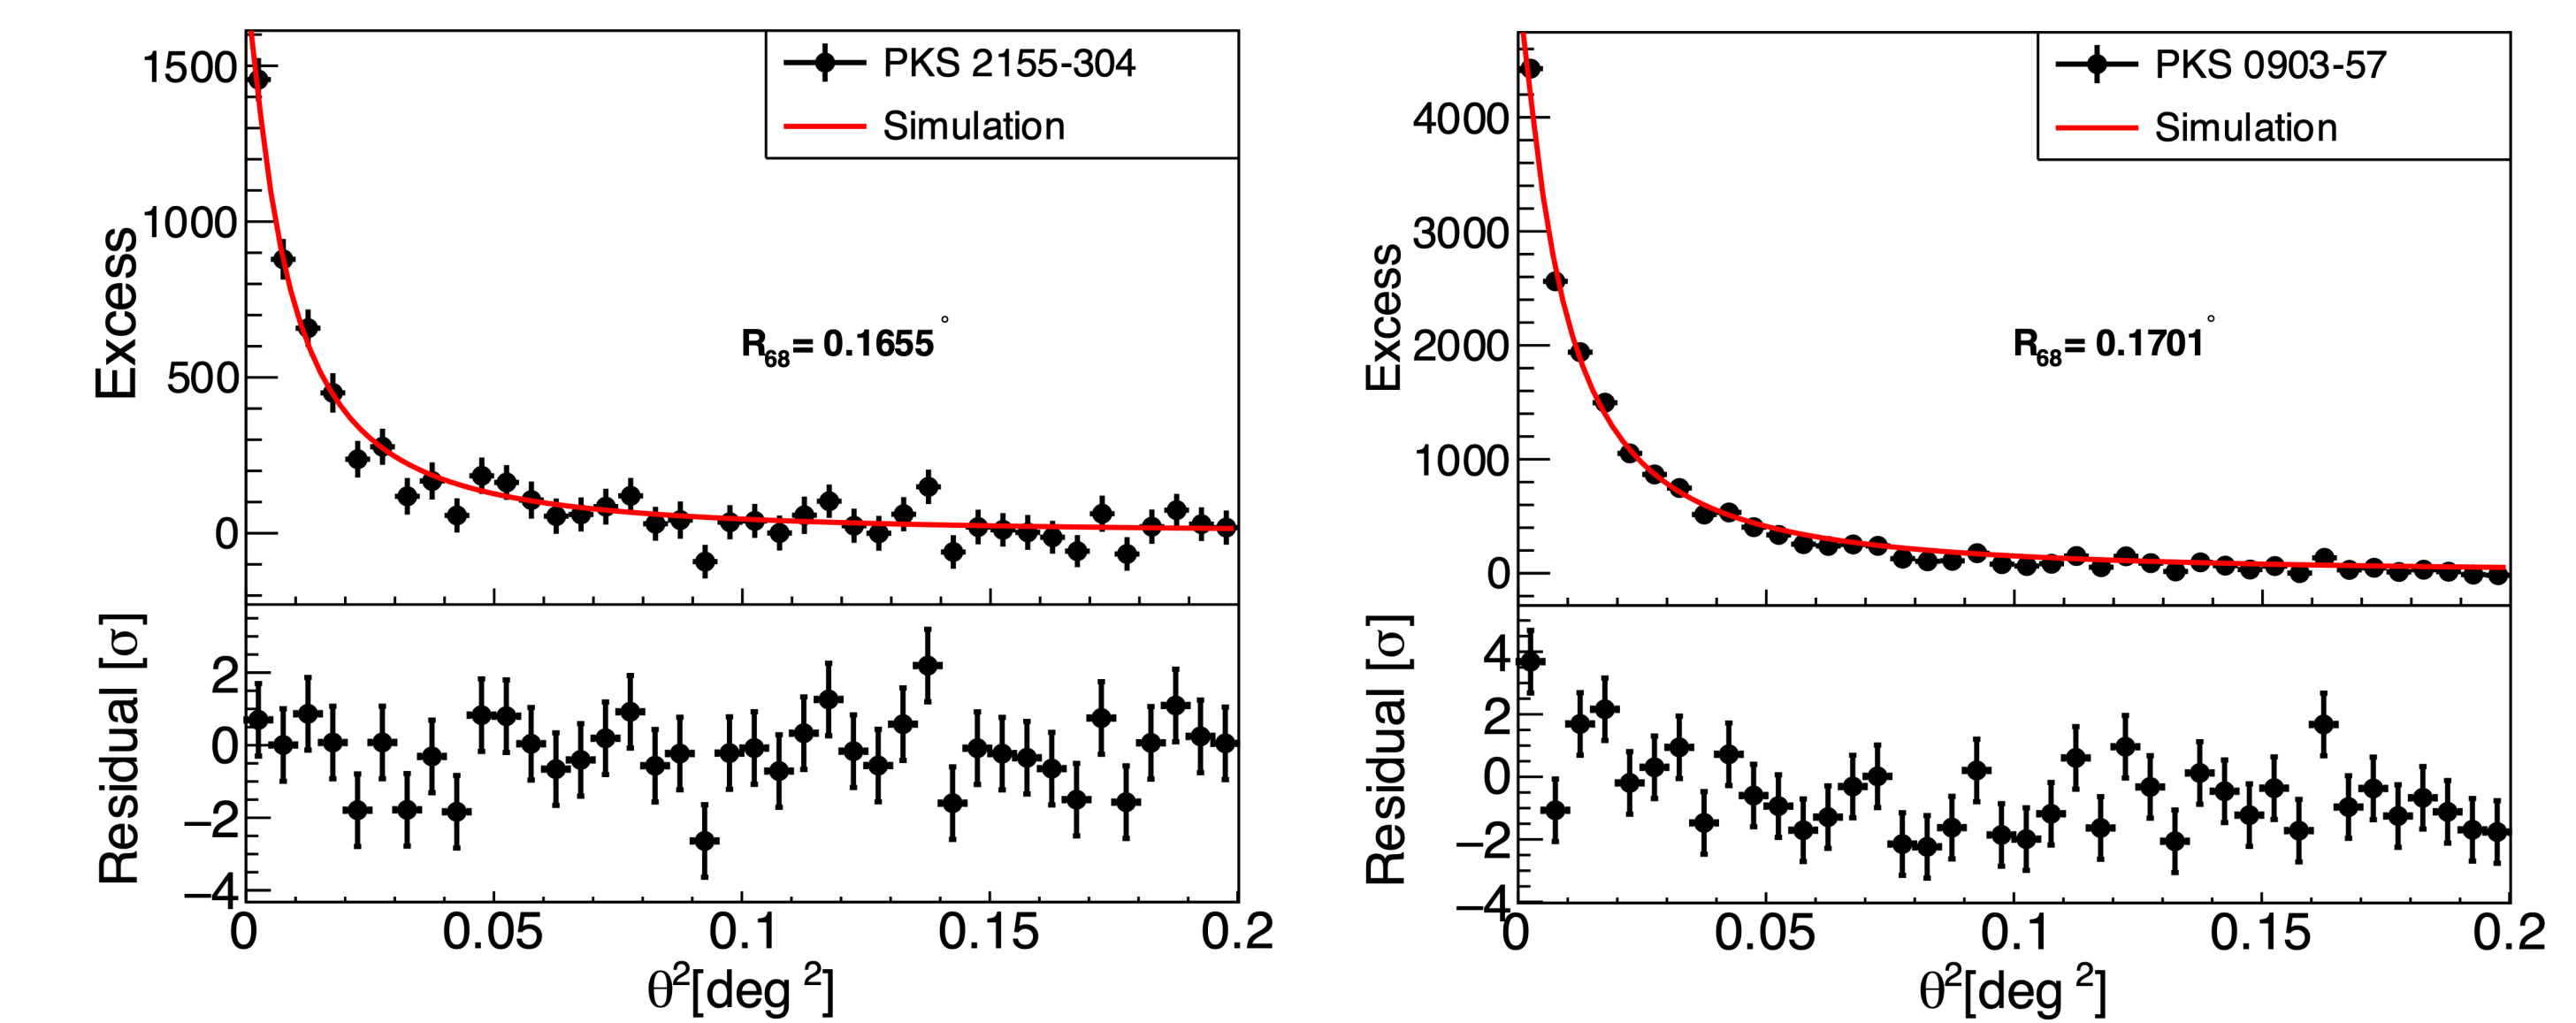 PKS 2155-304
Simulation
1500
1000
500
0
Excess
R68= 0.1655°
2
0
−2
−4
Residual [σ]
0 0.05 0.1 0.15 0.2
θ²[deg ²]
PKS 0903-57
Simulation
4000
3000
2000
1000
0
Excess
R68= 0.1701°
4
2
0
−2
−4
Residual [σ]
0 0.05 0.1 0.15 0.2
θ²[deg ²]